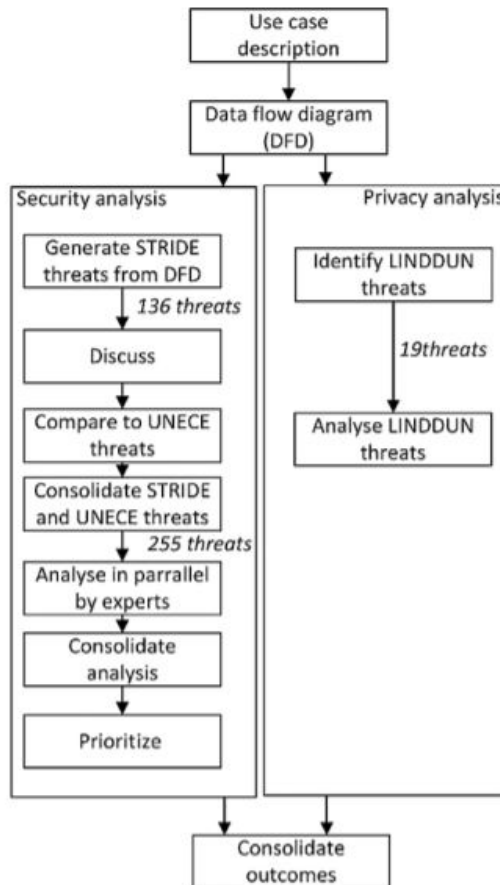 Use case
description
Data flow diagram
(DFD)
Security analysis
Generate STRIDE
threats from DFD
136 threats
Discuss
Compare to UNECE
threats
Consolidate STRIDE
and UNECE threats
255 threats
Analyse in parrallel
by experts
Consolidate
analysis
Prioritize
Privacy analysis
Identify LINDDUN
threats
19threats
Analyse LINDDUN
threats
Consolidate
outcomes